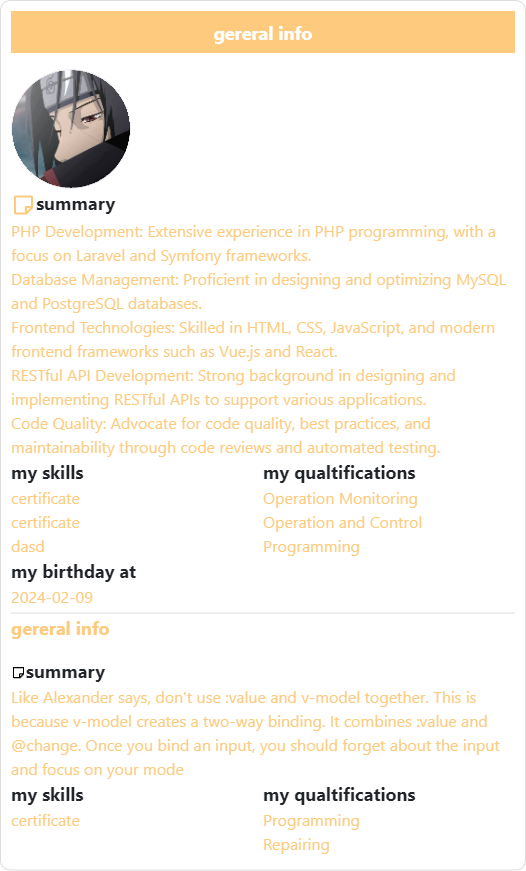 gereral info
summary
PHP Development: Extensive experience in PHP programming, with a
focus on Laravel and Symfony frameworks.
Database Management: Proficient in designing and optimizing MySQL
and PostgreSQL databases.
Frontend Technologies: Skilled in HTML, CSS, JavaScript, and modern
frontend frameworks such as Vue.js and React.
RESTful API Development: Strong background in designing and
implementing RESTful APIs to support various applications.
Code Quality: Advocate for code quality, best practices, and
maintainability through code reviews and automated testing.
my skills
certificate
certificate
dasd
my qualtifications
Operation Monitoring
Operation and Control
Programming
my birthday at
2024-02-09
gereral info
summary
Like Alexander says, don't use :value and v-model together. This is
because v-model creates a two-way binding. It combines :value and
@change. Once you bind an input, you should forget about the input
and focus on your mode
my skills
certificate
my qualtifications
Programming
Repairing